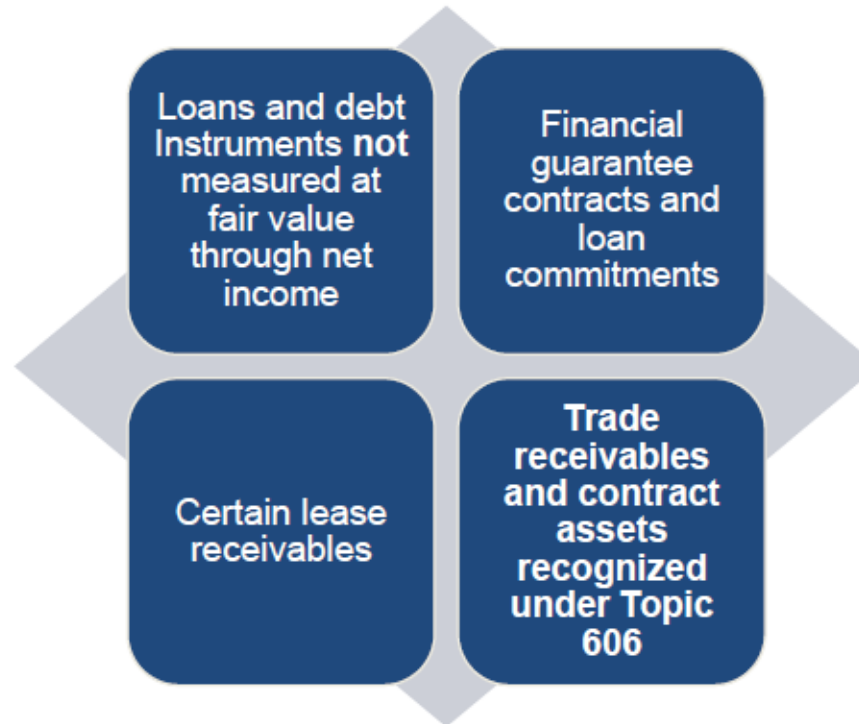 Loans and debt
Instruments not
measured at
fair value
through net
income
Financial
guarantee
contracts and
loan
commitments
Certain lease
receivables
Trade
receivables
and contract
assets
recognized
under Topic
606